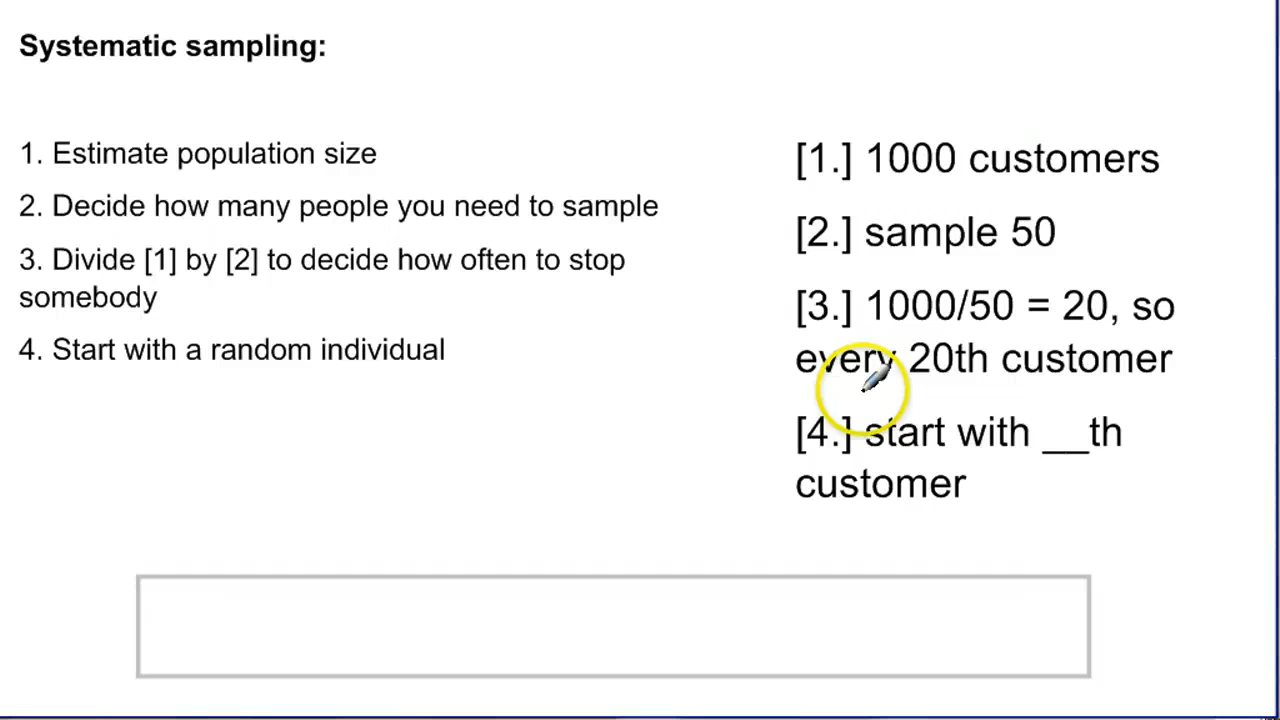 Systematic sampling:
1. Estimate population size
2. Decide how many people you need to sample
3. Divide [1] by [2] to decide how often to stop
somebody
4. Start with a random individual
[1.] 1000 customers
[2.] sample 50
[3.] 1000/50 = 20, so
every 20th customer
[4.] start with __th
customer